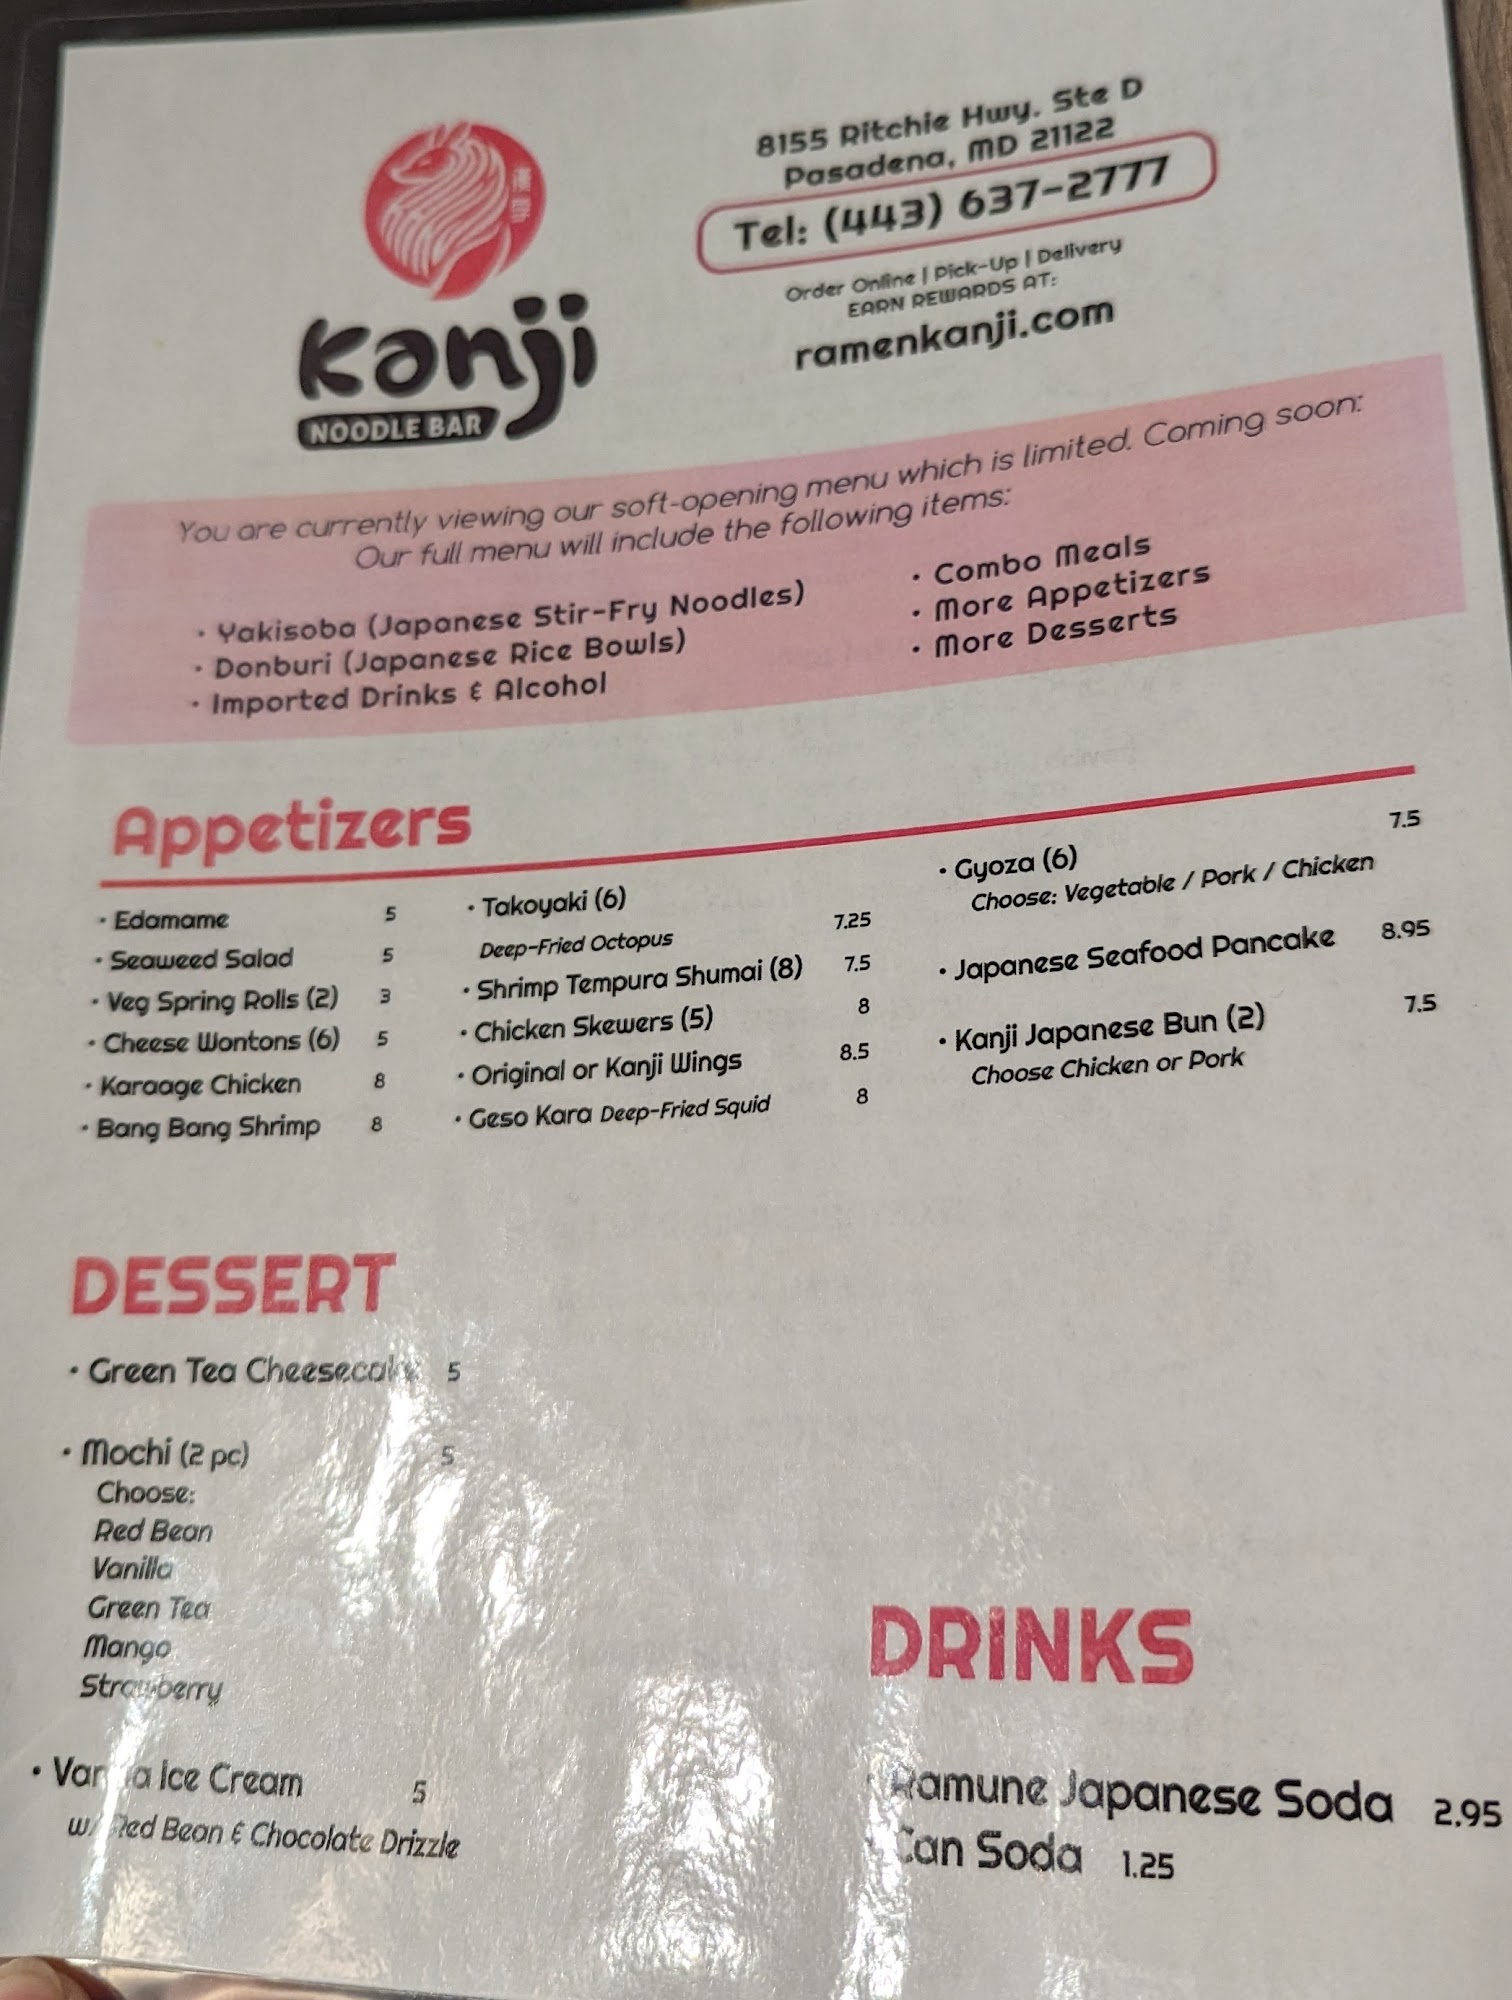 Kanji
NOODLE BAR
8155 Ritchie Hwy. Ste D
Pasadena, MD 21122
Tel: (443) 637-2777
Order Online | Pick-Up | Delivery
EARN REWARDS AT:
ramenkanji.com
You are currently viewing our soft-opening menu which is limited. Coming soon:
Our full menu will include the following items:
· Yakisoba (Japanese Stir-Fry Noodles)
· Donburi (Japanese Rice Bowls)
· Imported Drinks & Alcohol
· Combo Meals
· More Appetizers
· More Desserts
Appetizers
· Edamame 5
· Seaweed Salad 5
· Veg Spring Rolls (2) 3
· Cheese Wontons (6) 5
· Karaage Chicken 8
· Bang Bang Shrimp 8
· Takoyaki (6)
Deep-Fried Octopus 7.25
· Shrimp Tempura Shumai (8) 7.5
· Chicken Skewers (5) 8
· Original or Kanji Wings 8.5
· Geso Kara Deep-Fried Squid 8
· Gyoza (6) 7.5
Choose: Vegetable / Pork / Chicken
· Japanese Seafood Pancake 8.95
· Kanji Japanese Bun (2) 7.5
Choose Chicken or Pork
DESSERT
· Green Tea Cheesecake 5
· Mochi (2 pc) 5
Choose:
Red Bean
Vanilla
Green Tea
Mango
Strawberry
· Vanilla Ice Cream 5
w/ Red Bean & Chocolate Drizzle
DRINKS
Ramune Japanese Soda 2.95
Can Soda 1.25